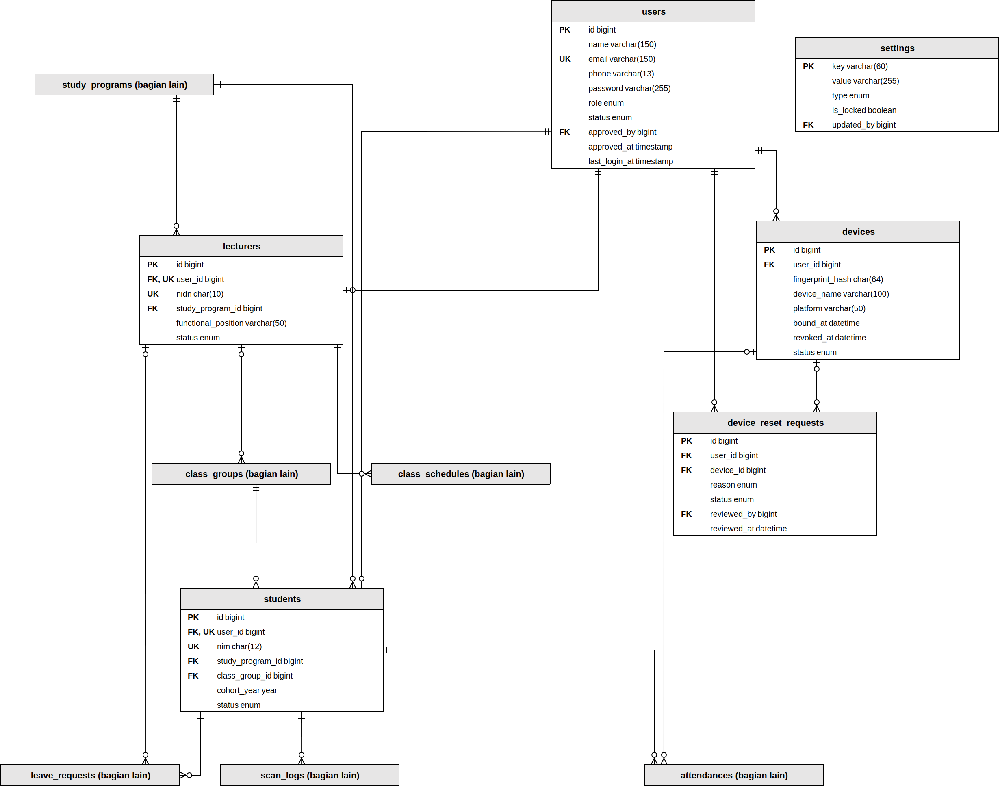 users
PK id bigint
name varchar(150)
UK email varchar(150)
phone varchar(13)
password varchar(255)
role enum
status enum
FK approved_by bigint
approved_at timestamp
last_login_at timestamp
settings
PK key varchar(60)
value varchar(255)
type enum
is_locked boolean
FK updated_by bigint
study_programs (bagian lain)
lecturers
PK id bigint
FK, UK user_id bigint
UK nidn char(10)
FK study_program_id bigint
functional_position varchar(50)
status enum
devices
PK id bigint
FK user_id bigint
fingerprint_hash char(64)
device_name varchar(100)
platform varchar(50)
bound_at datetime
revoked_at datetime
status enum
device_reset_requests
PK id bigint
FK user_id bigint
FK device_id bigint
reason enum
status enum
FK reviewed_by bigint
reviewed_at datetime
class_groups (bagian lain)
class_schedules (bagian lain)
students
PK id bigint
FK, UK user_id bigint
UK nim char(12)
FK study_program_id bigint
FK class_group_id bigint
cohort_year year
status enum
leave_requests (bagian lain)
scan_logs (bagian lain)
attendances (bagian lain)